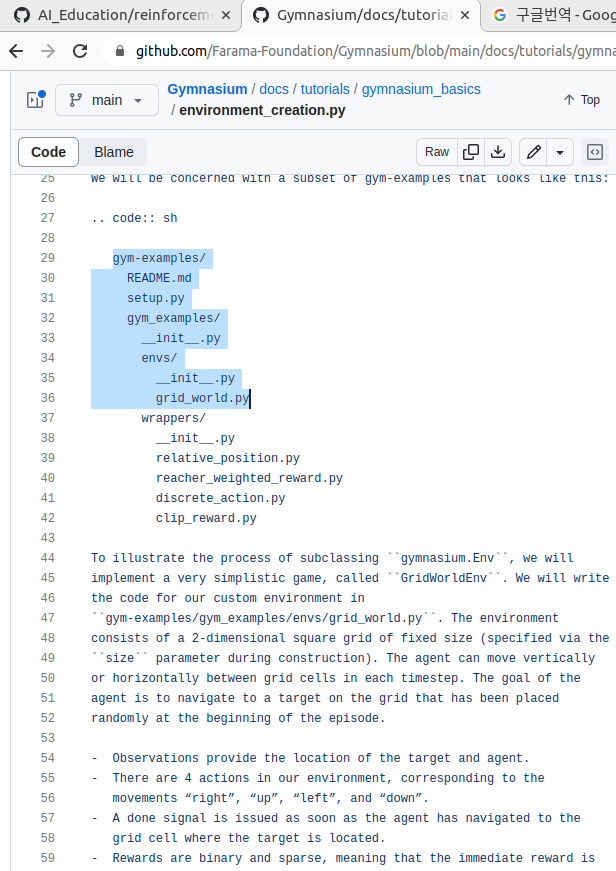 AI_Education/reinforcem
Gymnasium/docs/tutorial
구글번역 - Goog
github.com/Farama-Foundation/Gymnasium/blob/main/docs/tutorials/gymna
main
Gymnasium / docs / tutorials / gymnasium_basics
/ environment_creation.py
Top
Code
Blame
Raw
25 We will be concerned with a subset of gym-examples that looks like this:
26
27 .. code:: sh
28
29 gym-examples/
30 README.md
31 setup.py
32 gym_examples/
33 __init__.py
34 envs/
35 __init__.py
36 grid_world.py
37 wrappers/
38 __init__.py
39 relative_position.py
40 reacher_weighted_reward.py
41 discrete_action.py
42 clip_reward.py
43
44 To illustrate the process of subclassing ``gymnasium.Env``, we will
45 implement a very simplistic game, called ``GridWorldEnv``. We will write
46 the code for our custom environment in
47 ``gym-examples/gym_examples/envs/grid_world.py``. The environment
48 consists of a 2-dimensional square grid of fixed size (specified via the
49 ``size`` parameter during construction). The agent can move vertically
50 or horizontally between grid cells in each timestep. The goal of the
51 agent is to navigate to a target on the grid that has been placed
52 randomly at the beginning of the episode.
53
54 - Observations provide the location of the target and agent.
55 - There are 4 actions in our environment, corresponding to the
56 movements “right”, “up”, “left”, and “down”.
57 - A done signal is issued as soon as the agent has navigated to the
58 grid cell where the target is located.
59 - Rewards are binary and sparse, meaning that the immediate reward is